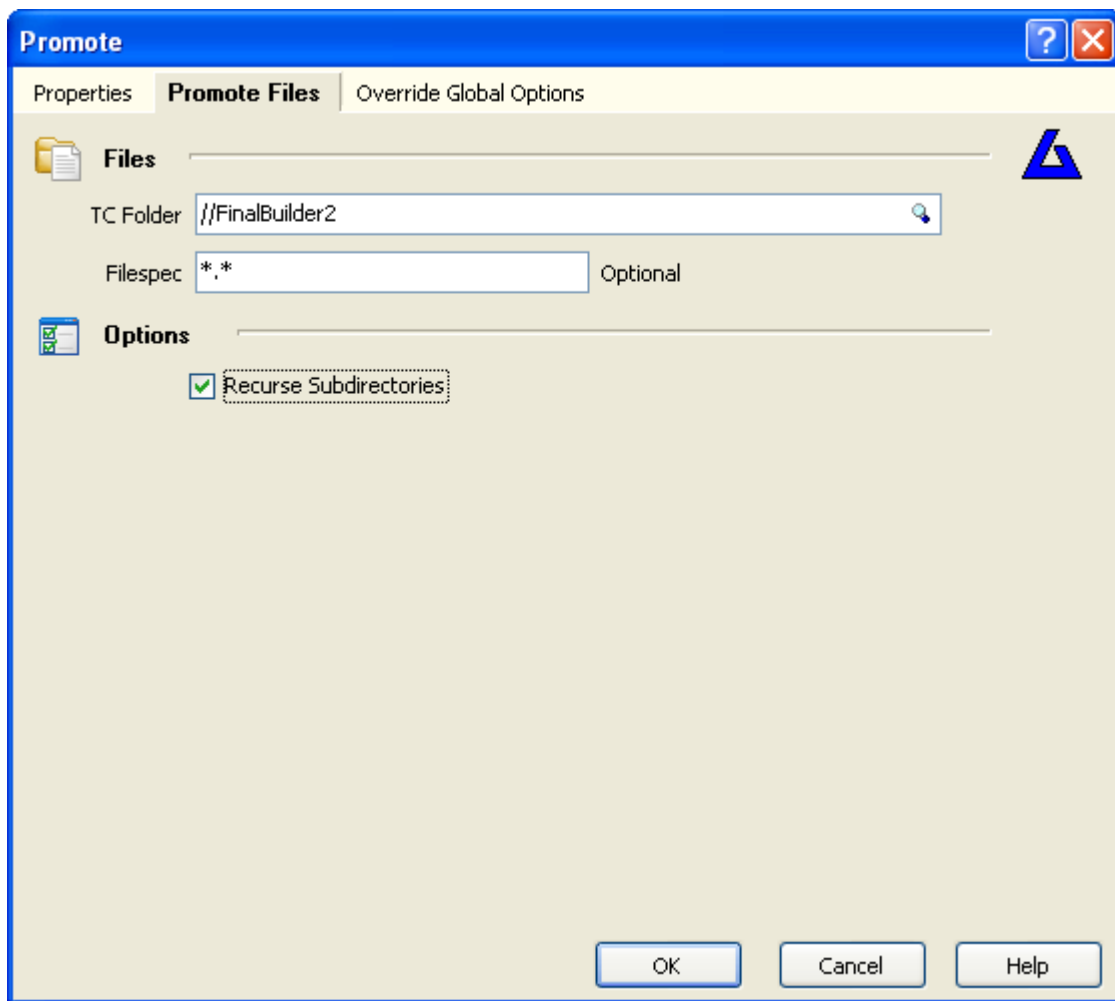 Promote
Properties Promote Files Override Global Options
Files
TC Folder //FinalBuilder2
Filespec *.* Optional
Options
Recurse Subdirectories
OK Cancel Help